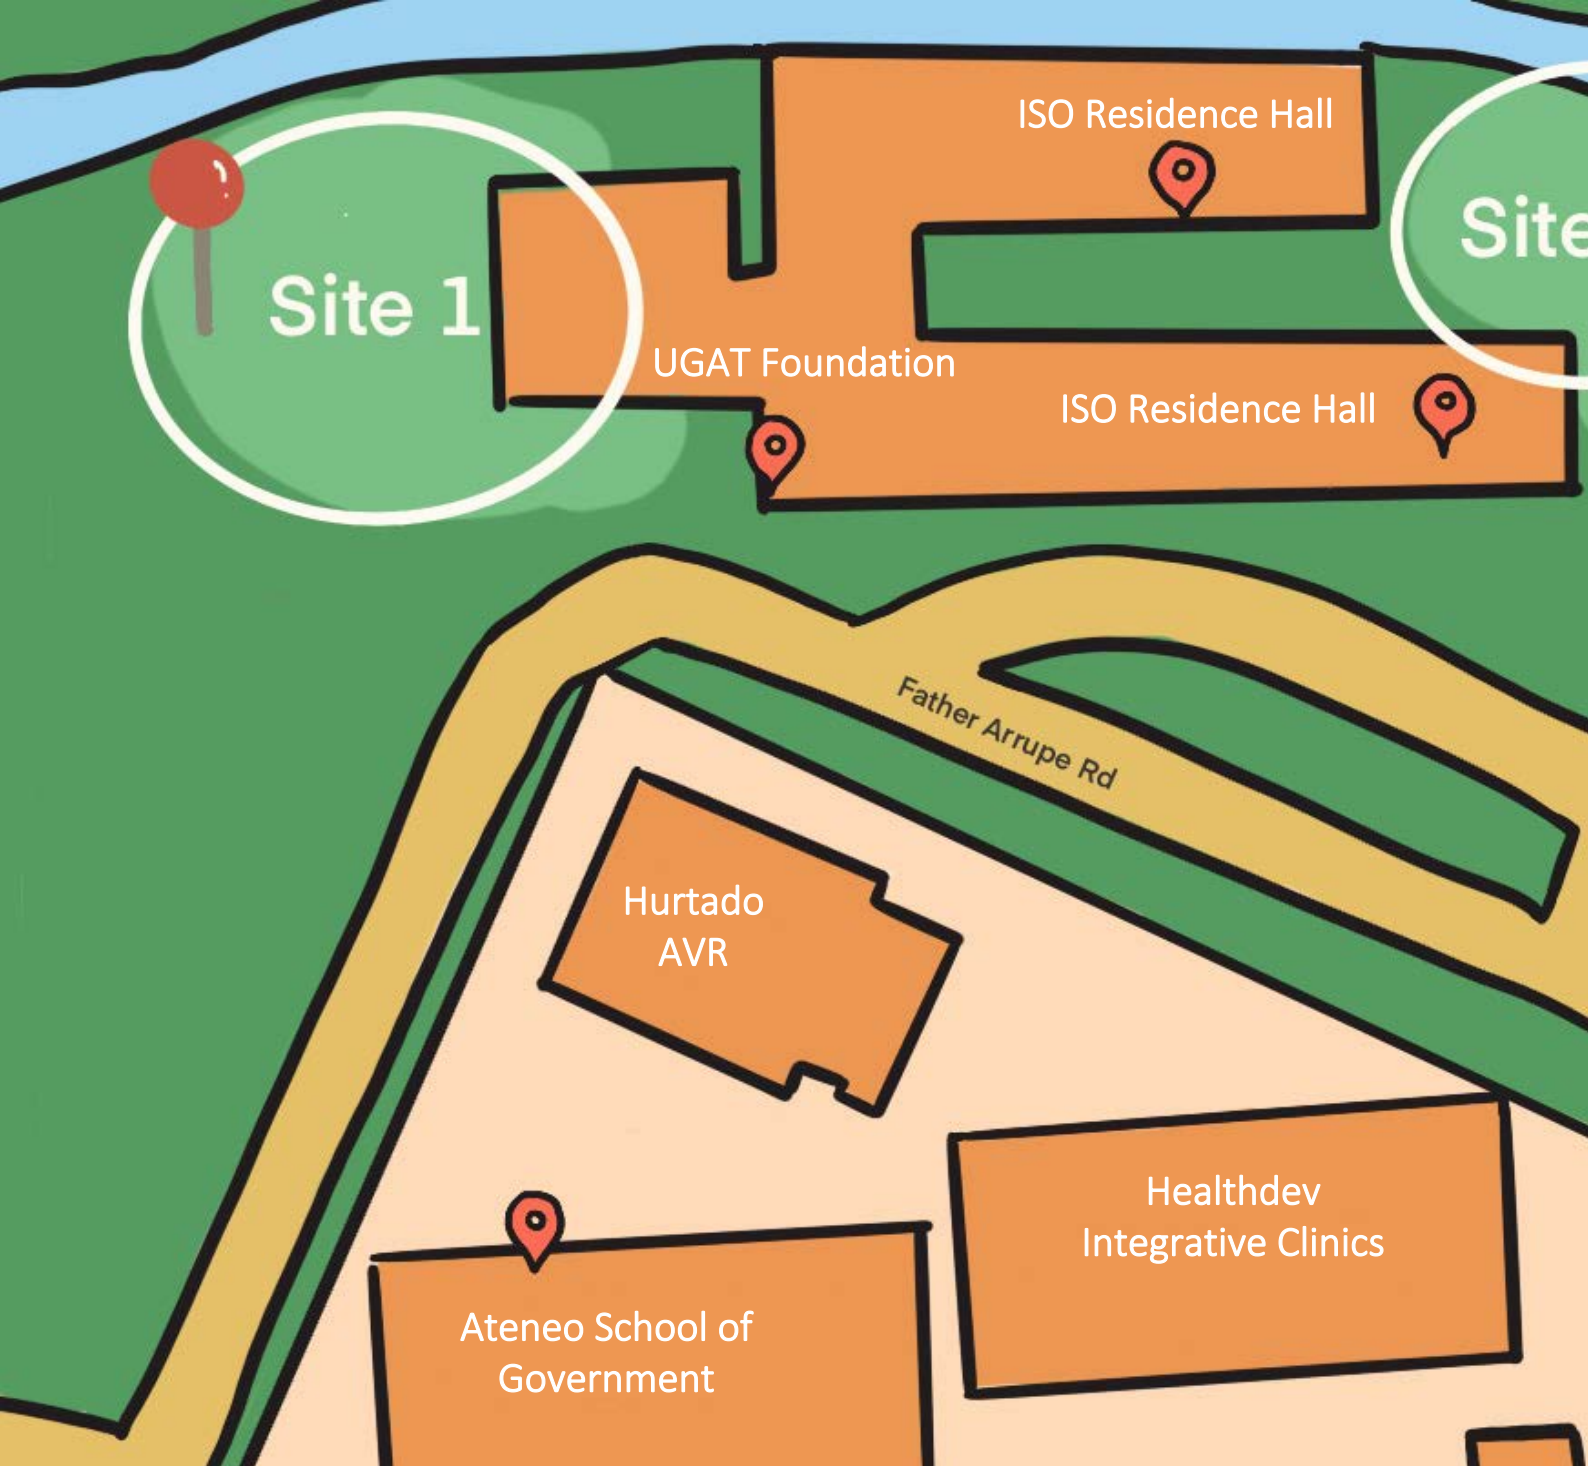 ISO Residence Hall
Site
Site 1
UGAT Foundation
ISO Residence Hall
Father Arrupe Rd
Hurtado
AVR
Healthdev
Integrative Clinics
Ateneo School of
Government